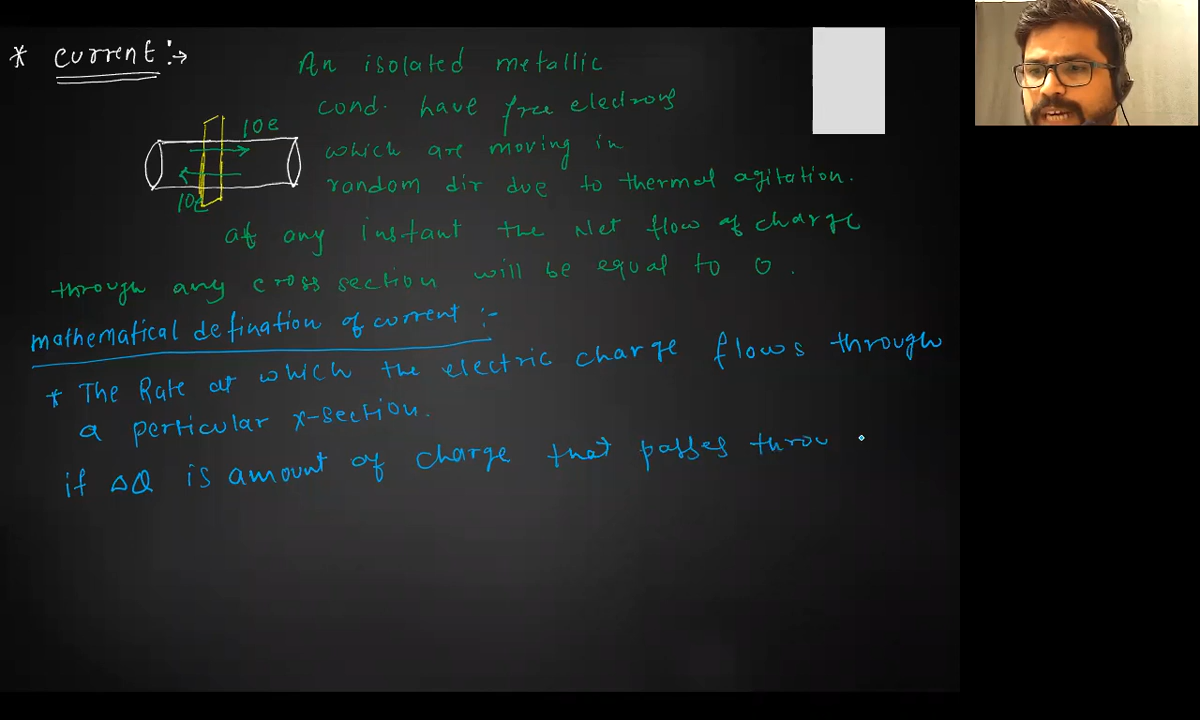 * Current :→
An isolated metallic
cond. have free electrons
10e
which are moving in
random dir due to thermal agitation.
10e
at any instant the Net flow of charge
through any cross section will be equal to 0.
mathematical defination of current :-
* The Rate at which the electric charge flows through
a perticular x-section.
if ΔQ is amount of charge that passes throu